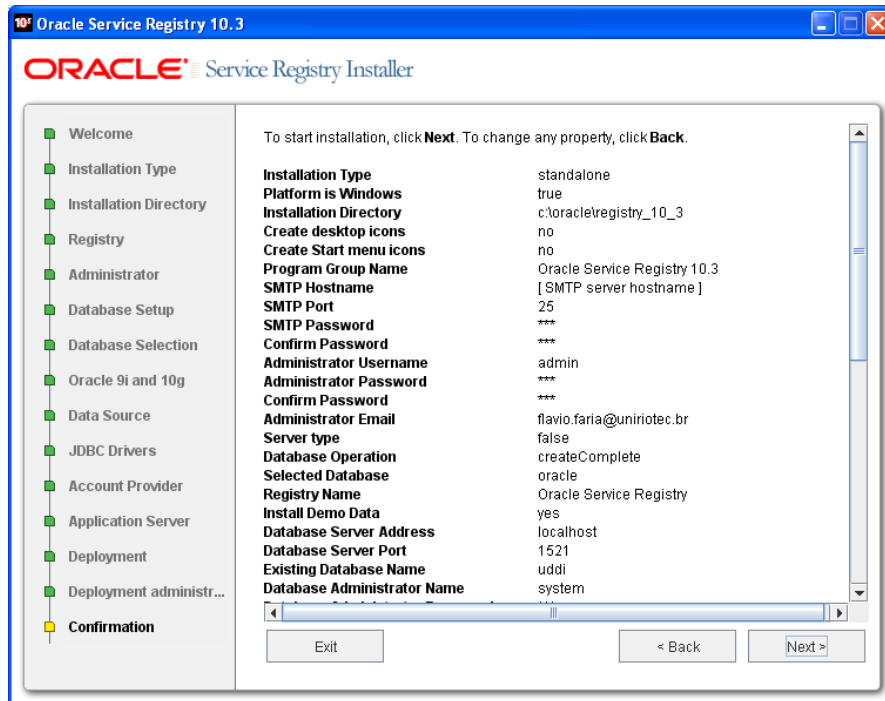 Oracle Service Registry 10.3
ORACLE Service Registry Installer
Welcome
Installation Type
Installation Directory
Registry
Administrator
Database Setup
Database Selection
Oracle 9i and 10g
Data Source
JDBC Drivers
Account Provider
Application Server
Deployment
Deployment administr...
Confirmation
To start installation, click Next. To change any property, click Back.
Installation Type standalone
Platform is Windows true
Installation Directory c:\oracle\registry_10_3
Create desktop icons no
Create Start menu icons no
Program Group Name Oracle Service Registry 10.3
SMTP Hostname [ SMTP server hostname ]
SMTP Port 25
SMTP Password ***
Confirm Password ***
Administrator Username admin
Administrator Password ***
Confirm Password ***
Administrator Email flavio.faria@uniriotec.br
Server type false
Database Operation createComplete
Selected Database oracle
Registry Name Oracle Service Registry
Install Demo Data yes
Database Server Address localhost
Database Server Port 1521
Existing Database Name uddi
Database Administrator Name system
Exit
< Back
Next >